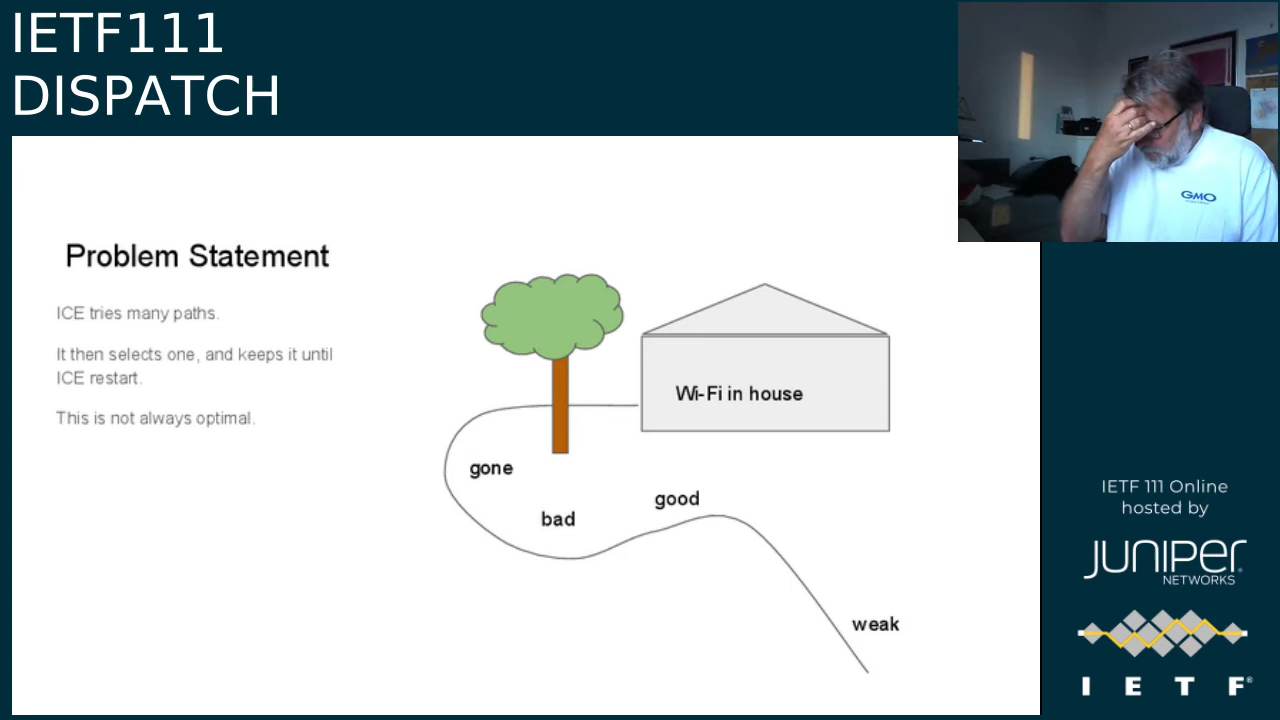 IETF111
DISPATCH
GMO
Problem Statement
ICE tries many paths.
It then selects one, and keeps it until
ICE restart.
This is not always optimal.
Wi-Fi in house
gone
bad
good
weak
IETF 111 Online
hosted by
JUNIPER
NETWORKS
I E T F®